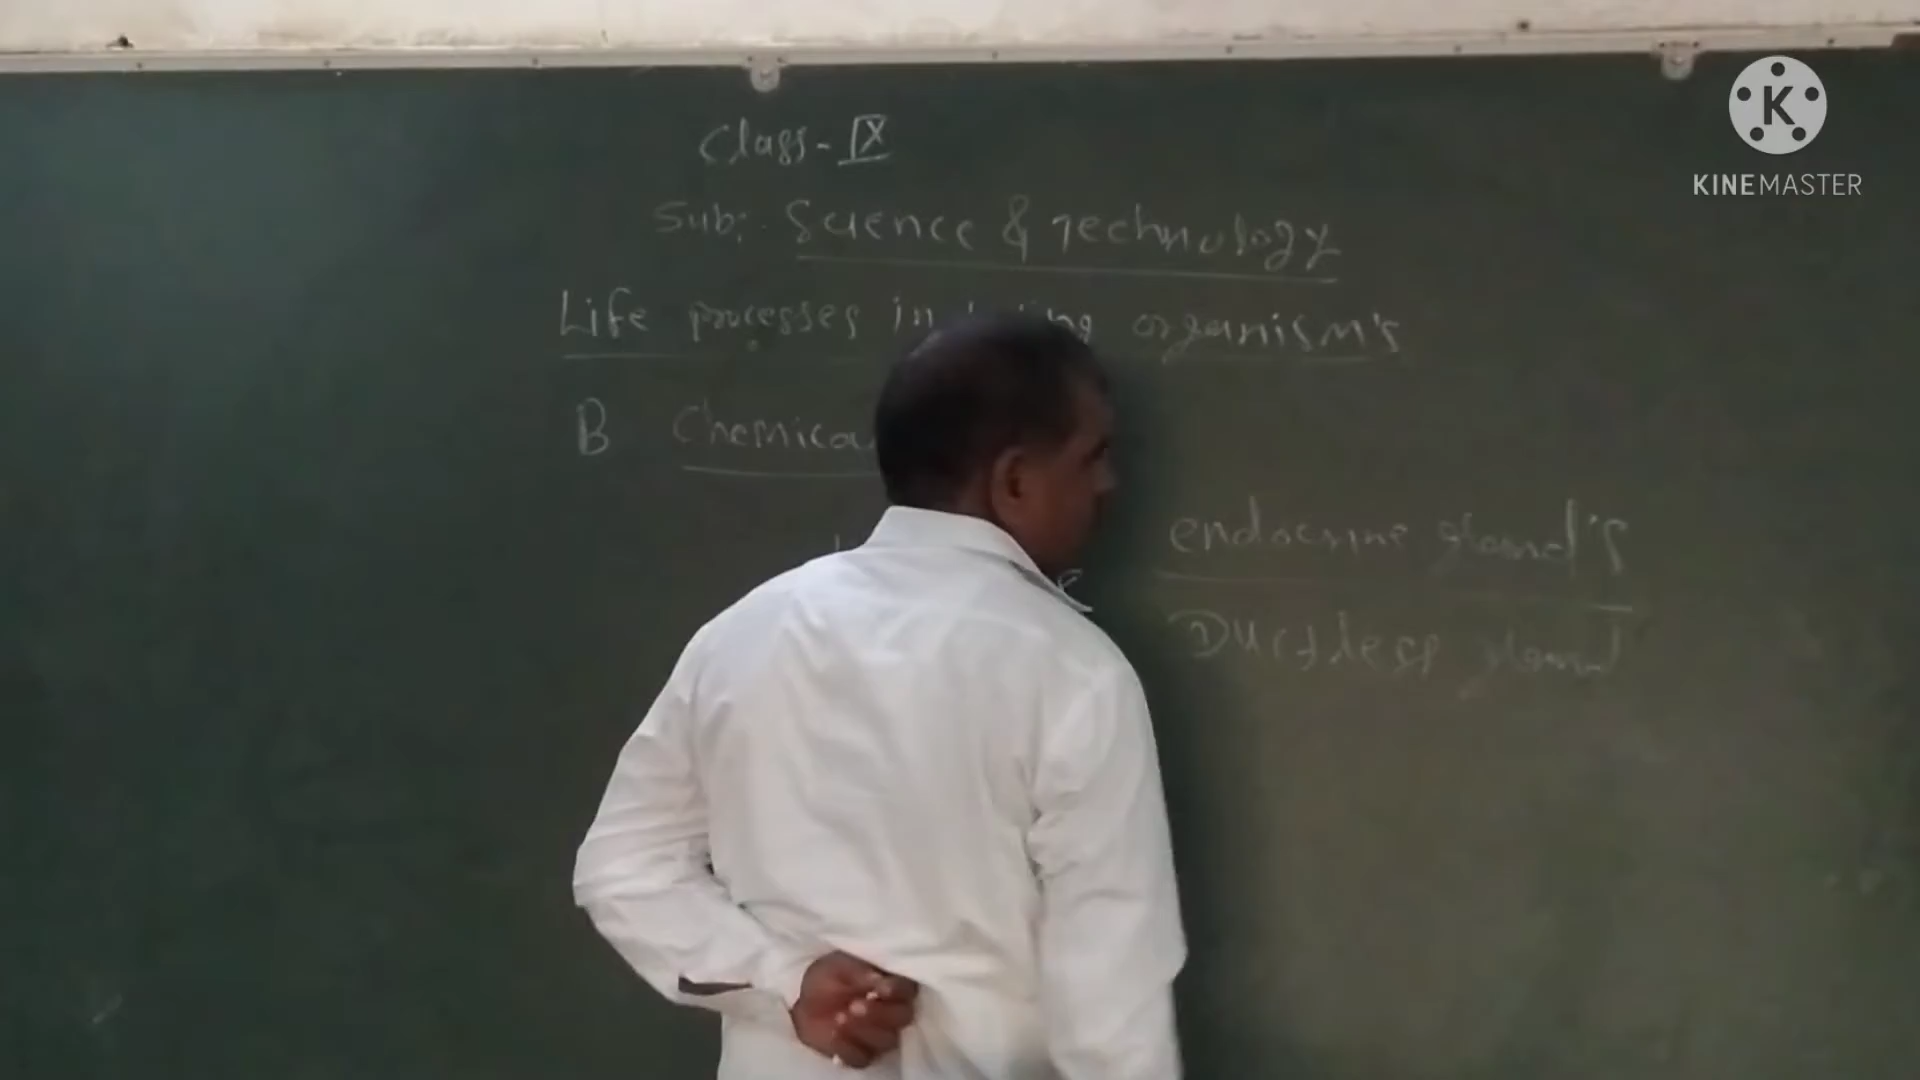 Class - IX
Sub:- Science & Technology
Life processes in living organism's
B Chemical
endocrine gland's
Ductless gland
K
KINEMASTER